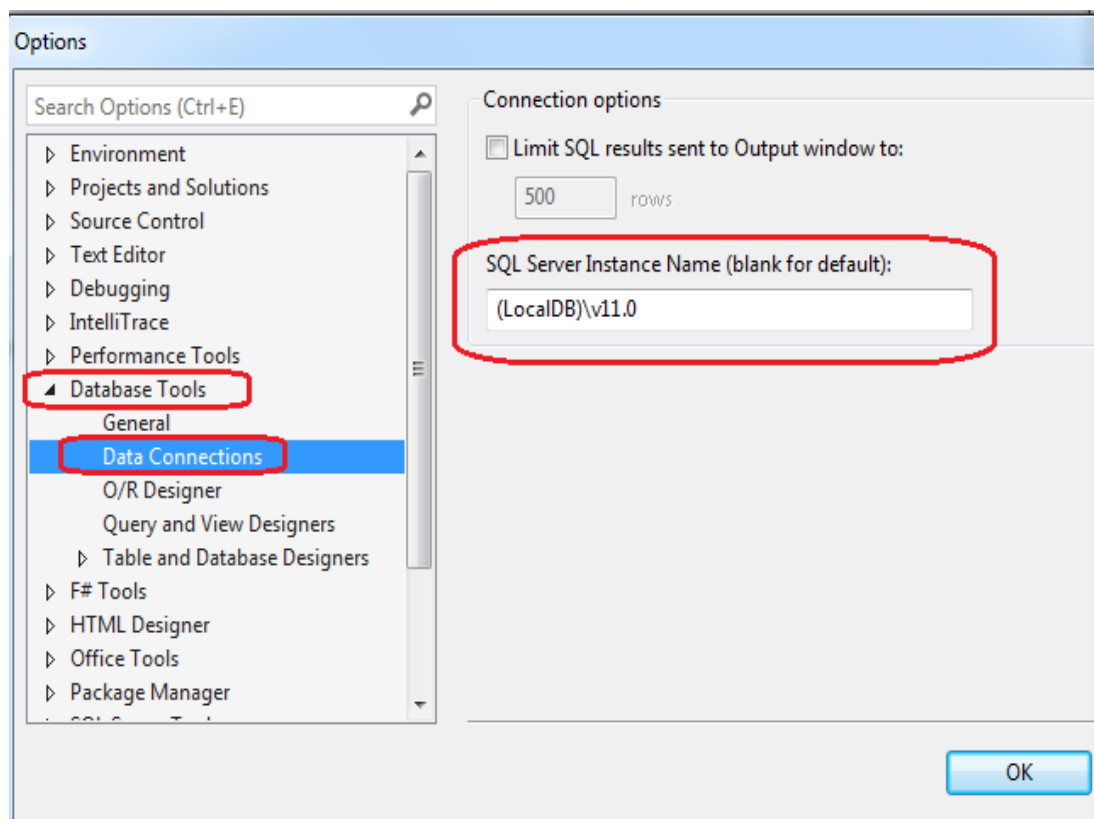 Options
Search Options (Ctrl+E)
Environment
Projects and Solutions
Source Control
Text Editor
Debugging
IntelliTrace
Performance Tools
Database Tools
General
Data Connections
O/R Designer
Query and View Designers
Table and Database Designers
F# Tools
HTML Designer
Office Tools
Package Manager
Connection options
Limit SQL results sent to Output window to:
500 rows
SQL Server Instance Name (blank for default):
(LocalDB)\v11.0
OK